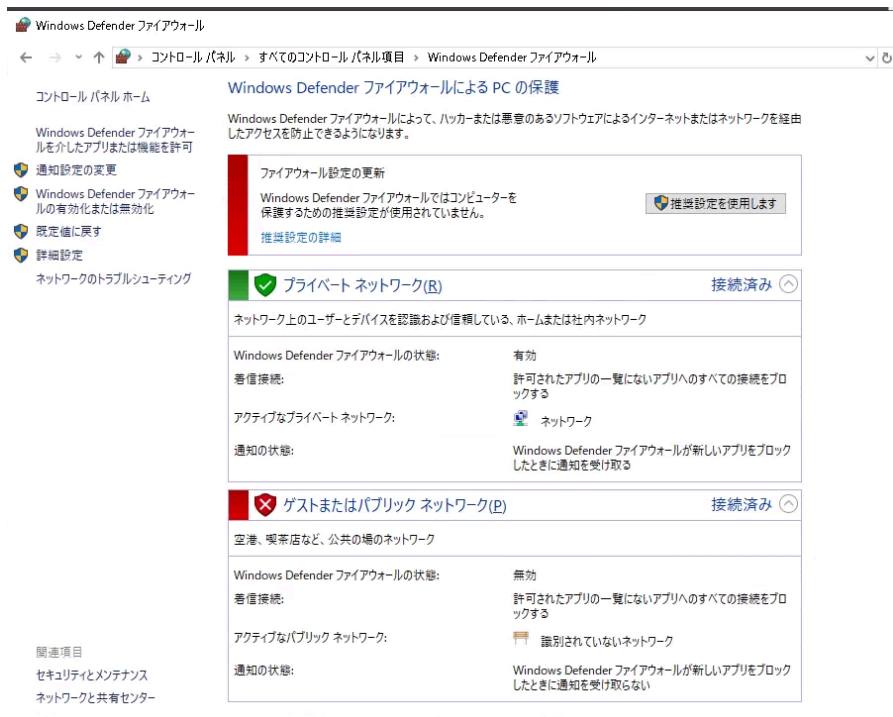 Windows Defender ファイアウォール
コントロール パネル › すべてのコントロール パネル項目 › Windows Defender ファイアウォール
コントロール パネル ホーム
Windows Defender ファイアウォー
ルを介したアプリまたは機能を許可
通知設定の変更
Windows Defender ファイアウォー
ルの有効化または無効化
既定値に戻す
詳細設定
ネットワークのトラブルシューティング
Windows Defender ファイアウォールによる PC の保護
Windows Defender ファイアウォールによって、ハッカーまたは悪意のあるソフトウェアによるインターネットまたはネットワークを経由
したアクセスを防止できるようになります。
ファイアウォール設定の更新
Windows Defender ファイアウォールではコンピューターを
保護するための推奨設定が使用されていません。
推奨設定を使用します
推奨設定の詳細
プライベート ネットワーク(R) 接続済み
ネットワーク上のユーザーとデバイスを認識および信頼している、ホームまたは社内ネットワーク
Windows Defender ファイアウォールの状態: 有効
着信接続: 許可されたアプリの一覧にないアプリへのすべての接続をブロ
ックする
アクティブなプライベート ネットワーク: ネットワーク
通知の状態: Windows Defender ファイアウォールが新しいアプリをブロック
したときに通知を受け取る
ゲストまたはパブリック ネットワーク(P) 接続済み
空港、喫茶店など、公共の場のネットワーク
Windows Defender ファイアウォールの状態: 無効
着信接続: 許可されたアプリの一覧にないアプリへのすべての接続をブロ
ックする
アクティブなパブリック ネットワーク: 識別されていないネットワーク
通知の状態: Windows Defender ファイアウォールが新しいアプリをブロック
したときに通知を受け取らない
関連項目
セキュリティとメンテナンス
ネットワークと共有センター